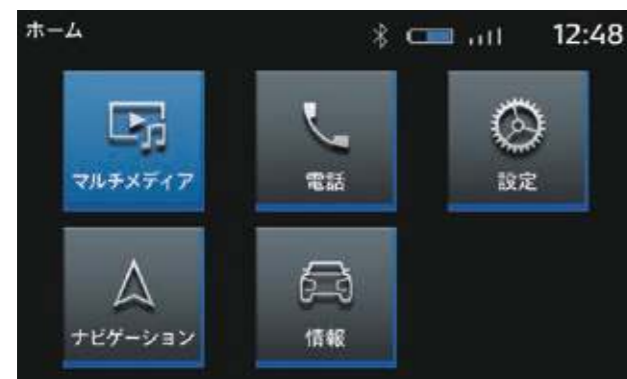 ホーム
12:48
マルチメディア
電話
設定
ナビゲーション
情報